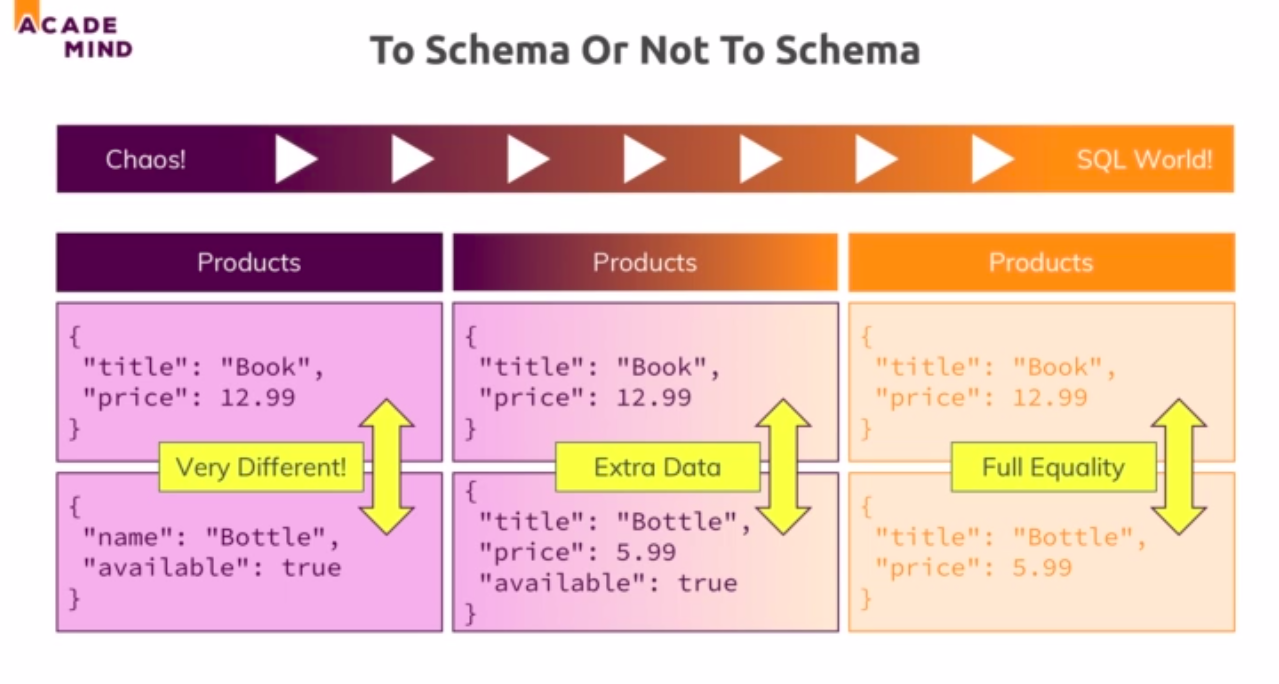 ACADE
MIND
To Schema Or Not To Schema
Chaos!
SQL World!
Products
{
"title": "Book",
"price": 12.99
}
Very Different!
{
"name": "Bottle",
"available": true
}
Products
{
"title": "Book",
"price": 12.99
}
Extra Data
{
"title": "Bottle",
"price": 5.99
"available": true
}
Products
{
"title": "Book",
"price": 12.99
}
Full Equality
{
"title": "Bottle",
"price": 5.99
}